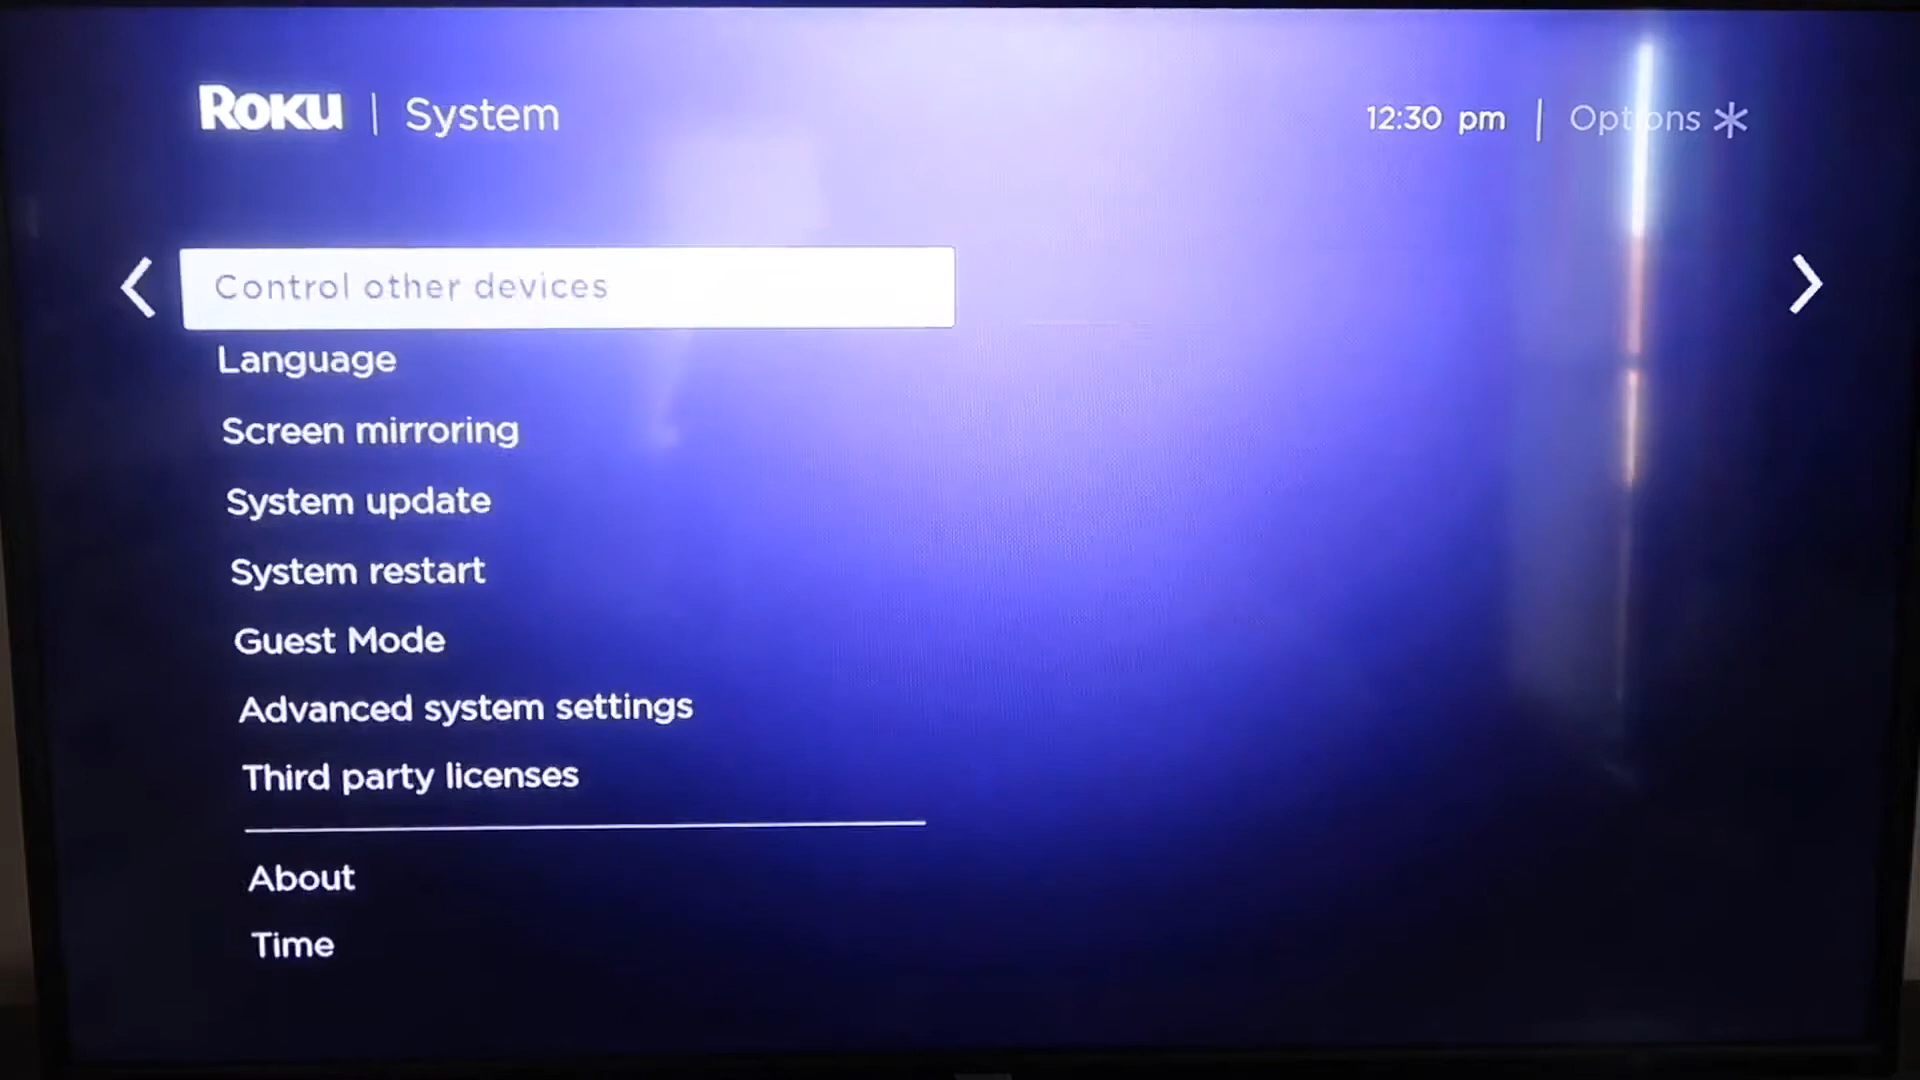 Roku | System
12:30 pm | Options *
Control other devices
Language
Screen mirroring
System update
System restart
Guest Mode
Advanced system settings
Third party licenses
About
Time